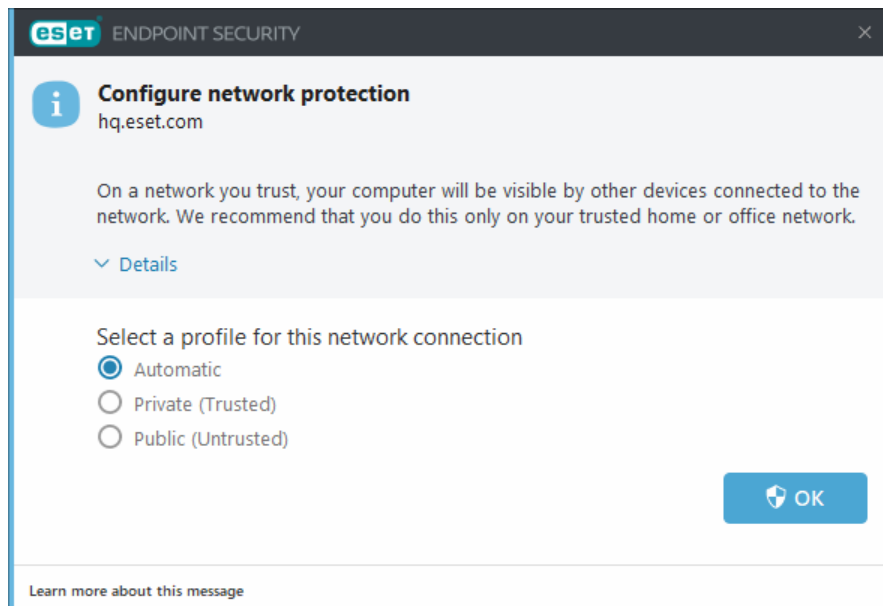 eset ENDPOINT SECURITY
Configure network protection
hq.eset.com
On a network you trust, your computer will be visible by other devices connected to the
network. We recommend that you do this only on your trusted home or office network.
Details
Select a profile for this network connection
Automatic
Private (Trusted)
Public (Untrusted)
OK
Learn more about this message